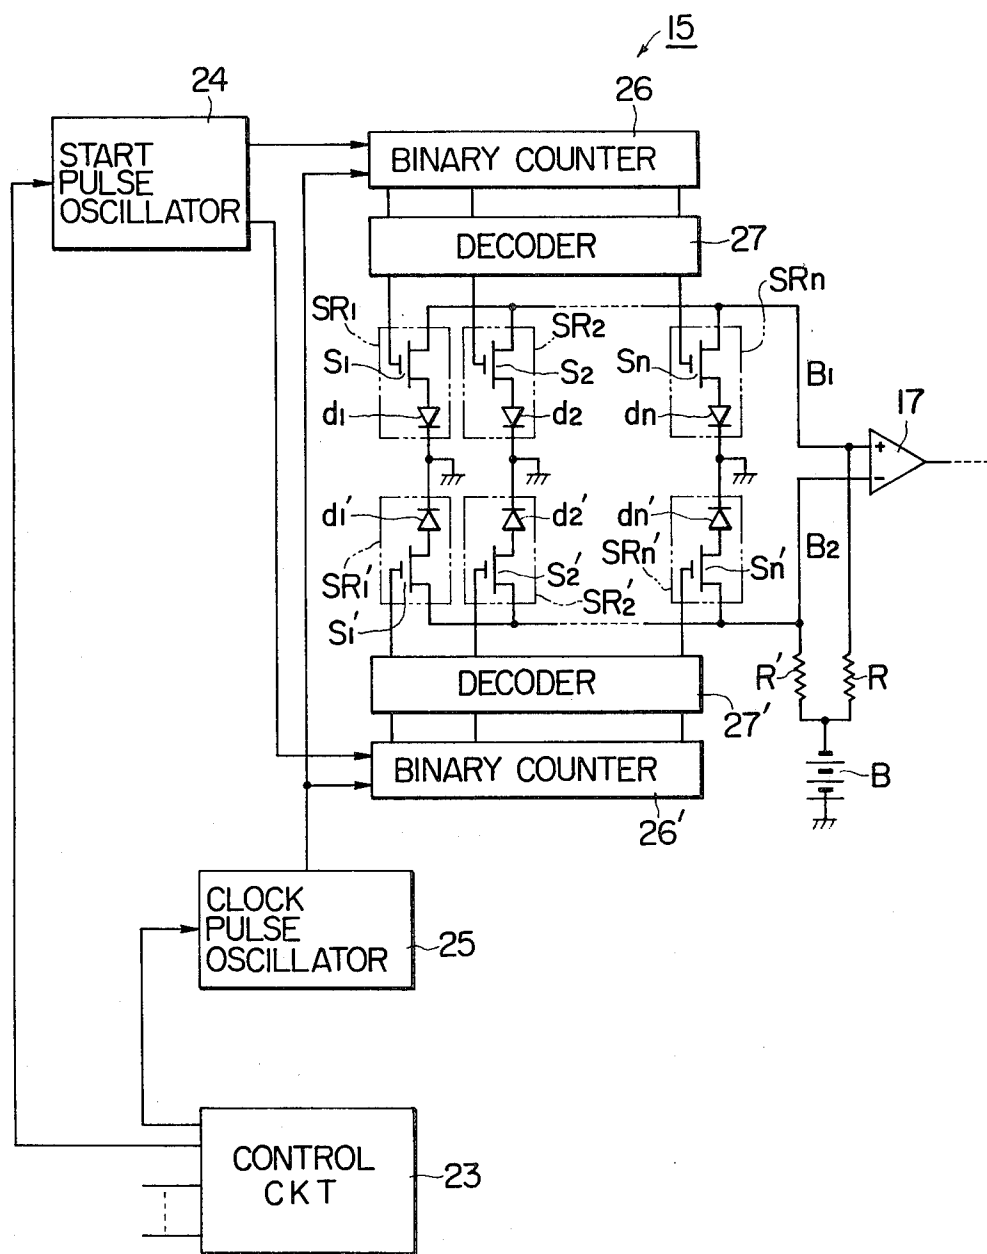 15
24
26
START
PULSE
OSCILLATOR
BINARY COUNTER
DECODER
27
SR1
SR2
SRn
S1
S2
Sn
B1
d1
d2
dn
17
+
-
d1'
d2'
dn'
B2
SR1'
S2'
SRn'
Sn'
S1'
SR2'
DECODER
27'
R'
R
BINARY COUNTER
26'
B
CLOCK
PULSE
OSCILLATOR
25
CONTROL
CKT
23